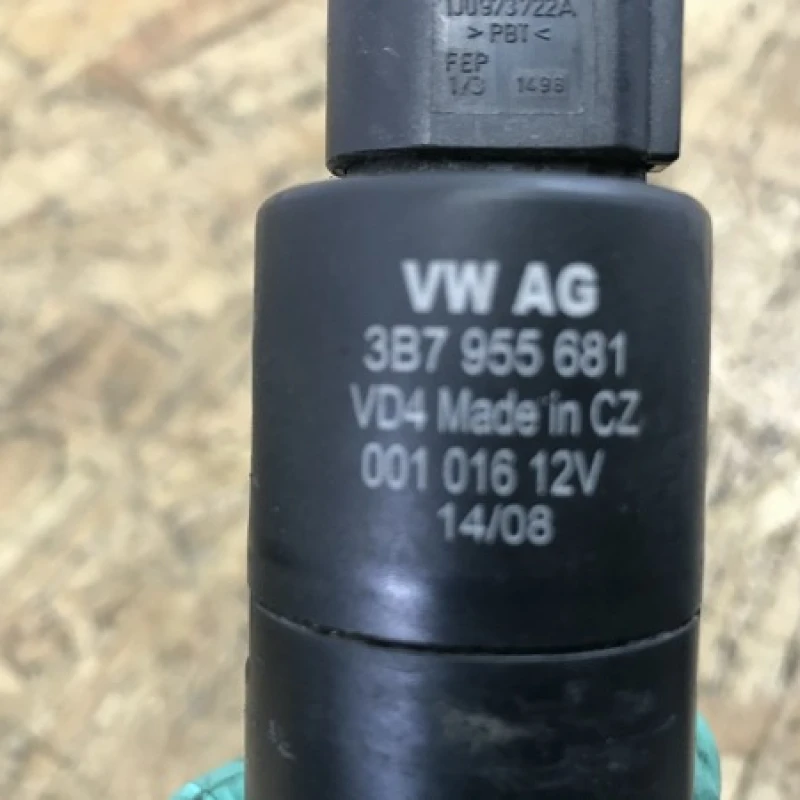 1J0973722A
>PBT<
FEP
1/3 1496
VW AG
3B7 955 681
VD4 Made in CZ
001 016 12V
14/08